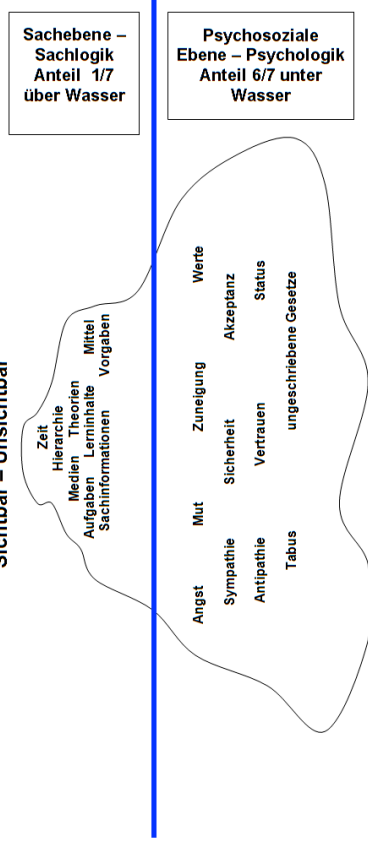 Sachebene –
Sachlogik
Anteil 1/7
über Wasser
Psychosoziale
Ebene – Psychologik
Anteil 6/7 unter
Wasser
Sichtbar – Unsichtbar
Zeit
Hierarchie
Medien Theorien
Aufgaben Lerninhalte Mittel
Sachinformationen Vorgaben
Angst Mut Zuneigung Werte
Sympathie Sicherheit Akzeptanz
Antipathie Vertrauen Status
Tabus ungeschriebene Gesetze